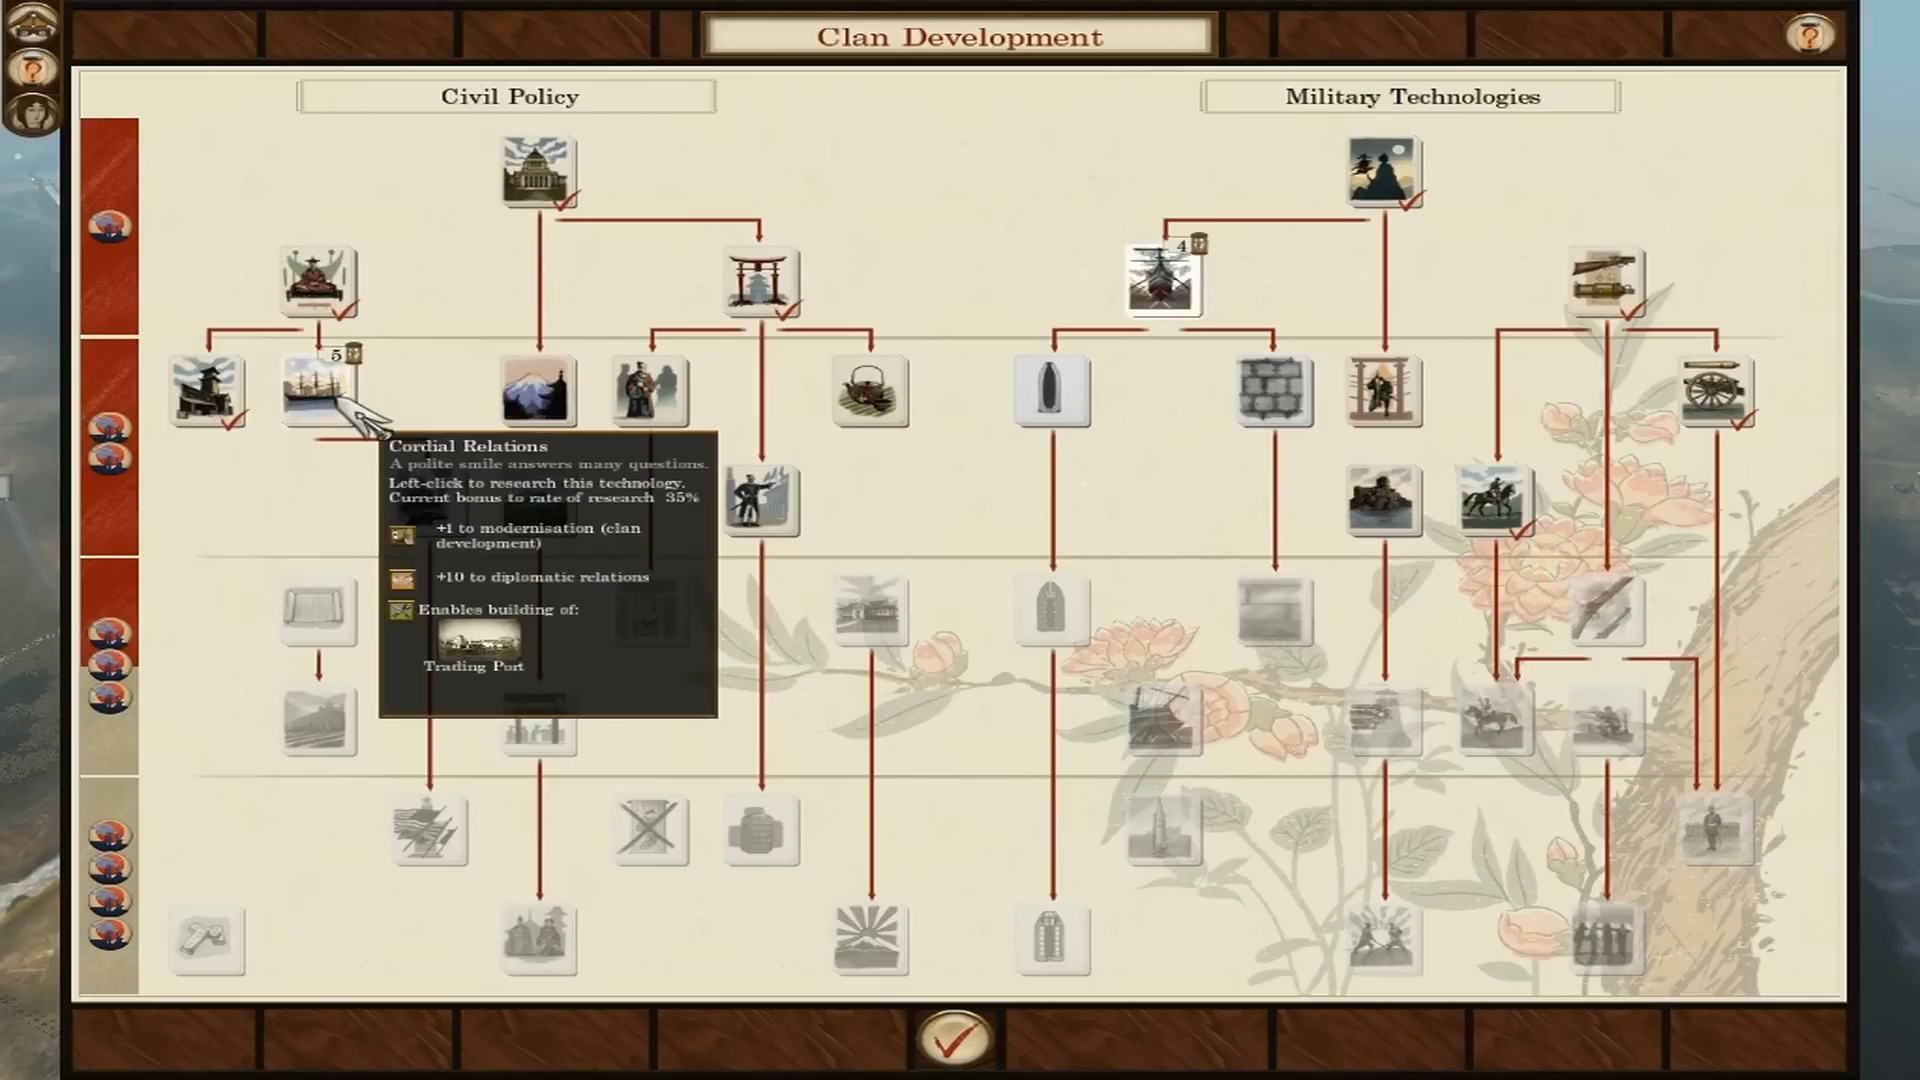 Clan Development
Civil Policy
Military Technologies
4
5
Cordial Relations
A polite smile answers many questions.
Left-click to research this technology.
Current bonus to rate of research 35%
+1 to modernisation (clan
development)
+10 to diplomatic relations
Enables building of:
Trading Port